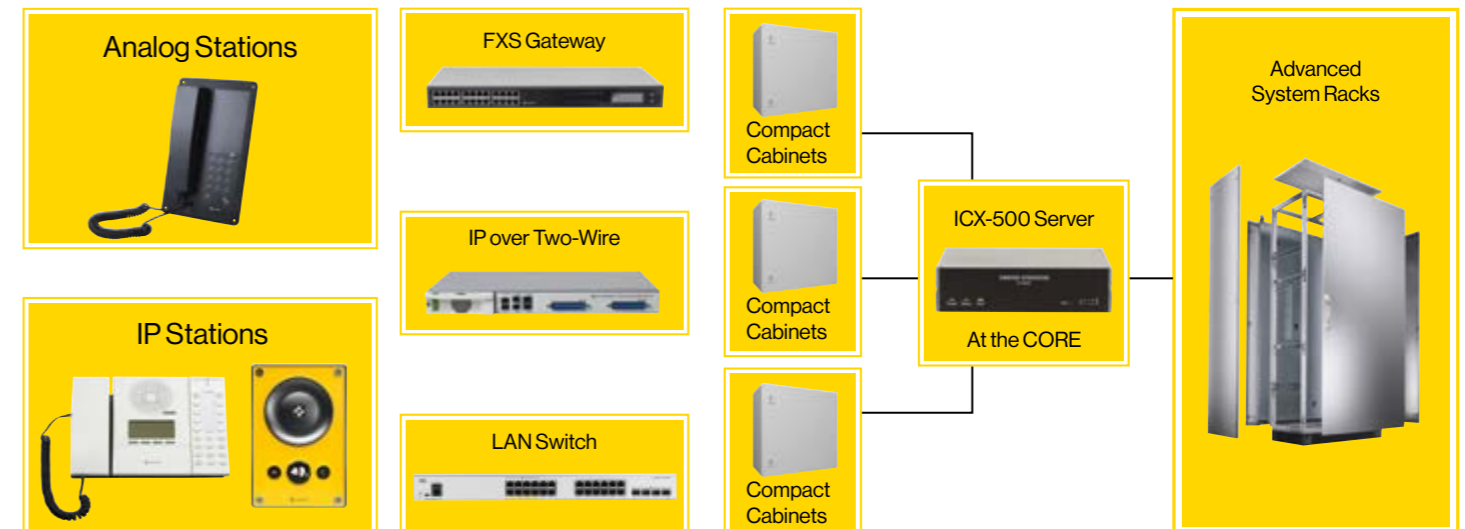 Analog Stations
IP Stations
FXS Gateway
IP over Two-Wire
LAN Switch
Compact
Cabinets
Compact
Cabinets
Compact
Cabinets
ICX-500 Server
At the CORE
Advanced
System Racks